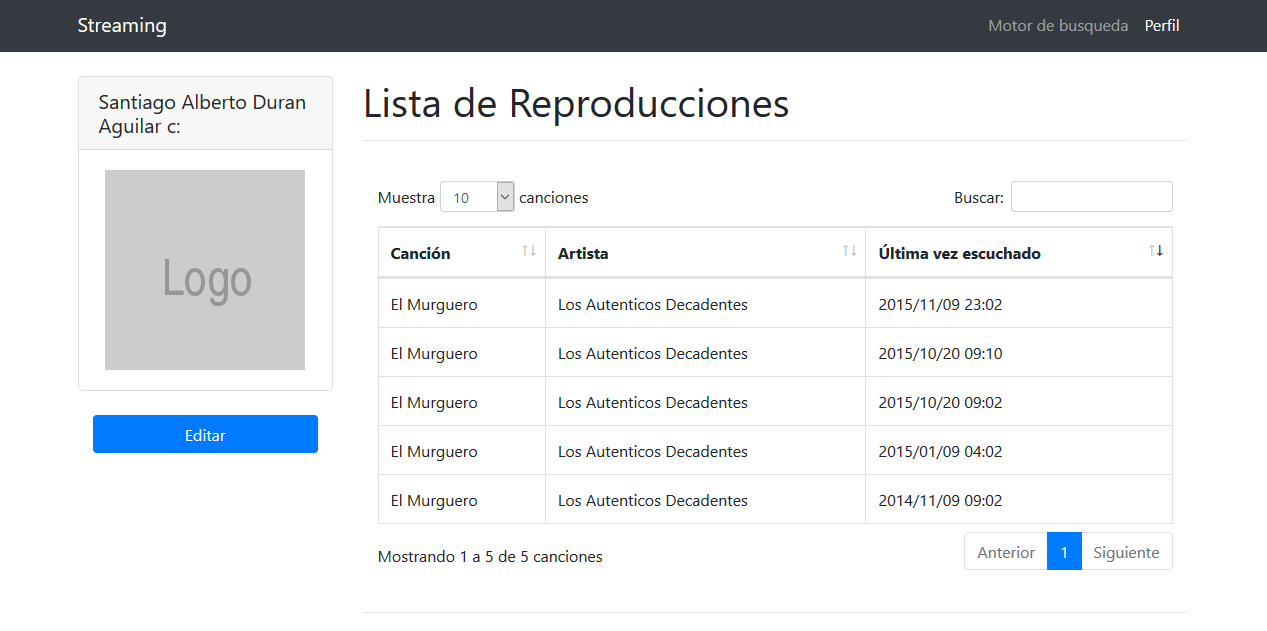 Streaming
Motor de busqueda Perfil
Santiago Alberto Duran
Aguilar c:
Logo
Editar
Lista de Reproducciones
Muestra 10 canciones
Buscar:
Canción Artista Última vez escuchado
El Murguero Los Autenticos Decadentes 2015/11/09 23:02
El Murguero Los Autenticos Decadentes 2015/10/20 09:10
El Murguero Los Autenticos Decadentes 2015/10/20 09:02
El Murguero Los Autenticos Decadentes 2015/01/09 04:02
El Murguero Los Autenticos Decadentes 2014/11/09 09:02
Mostrando 1 a 5 de 5 canciones
Anterior 1 Siguiente